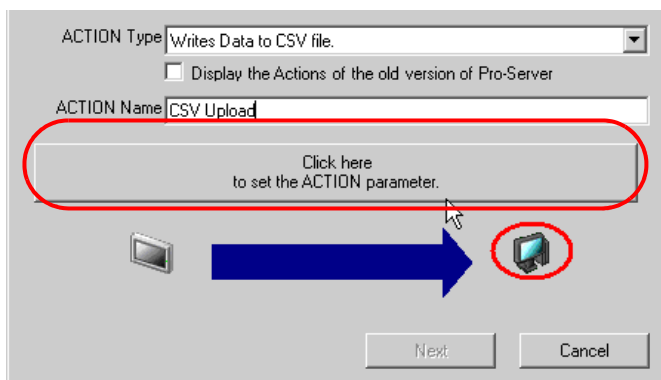 ACTION Type Writes Data to CSV file.
Display the Actions of the old version of Pro-Server
ACTION Name CSV Upload
Click here
to set the ACTION parameter.
Next Cancel